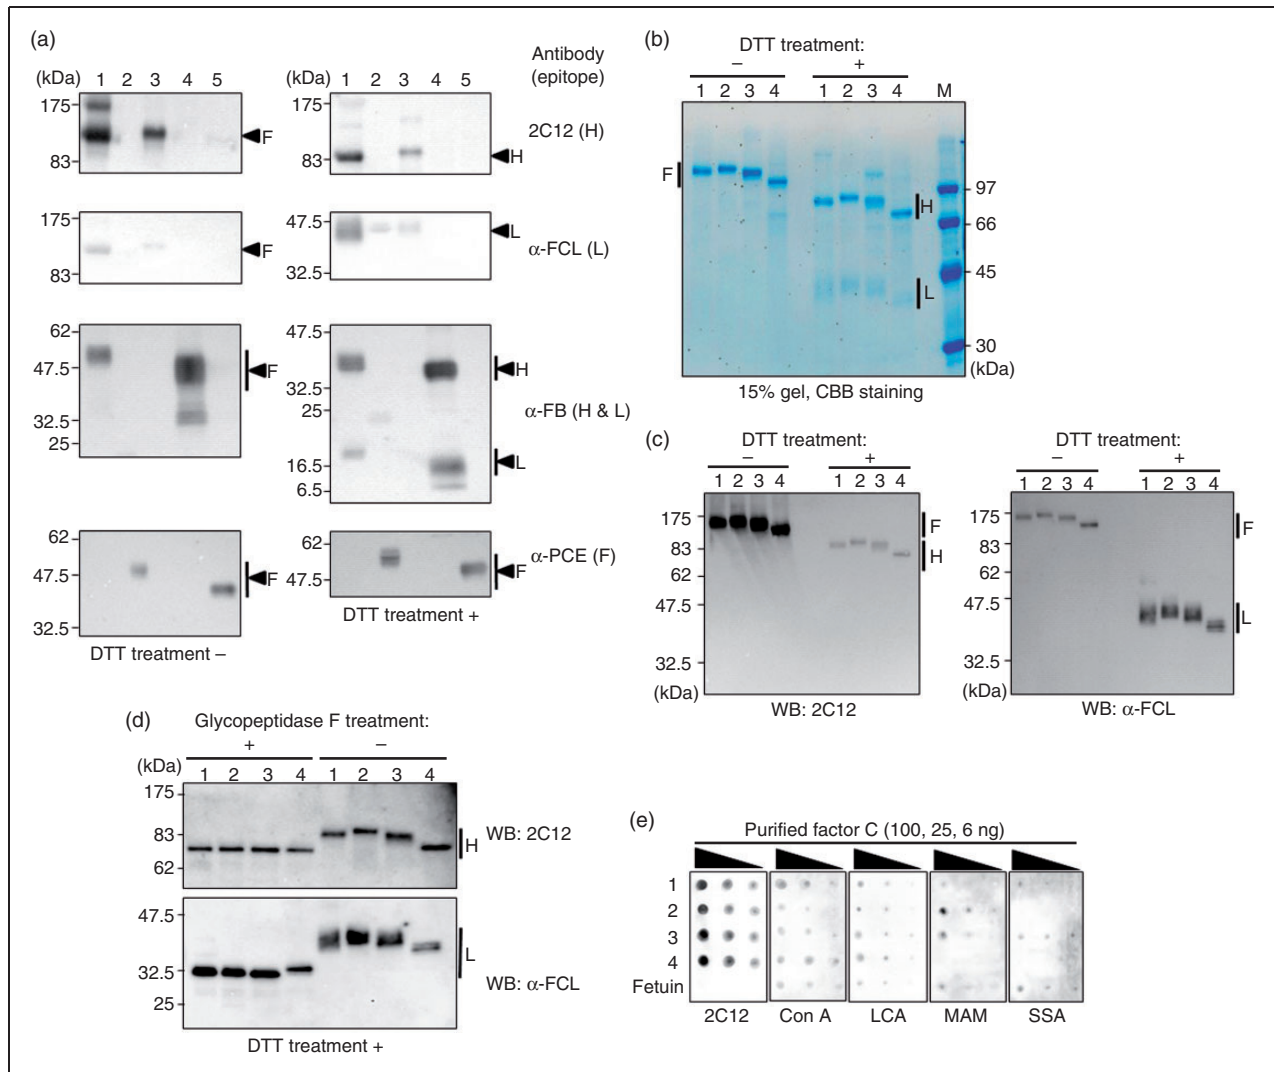 (a)
(kDa) 1 2 3 4 5
175
83
F
175
83
F
62
47.5
32.5
25
F
62
47.5
32.5
F
DTT treatment –
(kDa) 1 2 3 4 5
175
83
H
47.5
32.5
L
47.5
32.5
25
16.5
6.5
H
L
62
47.5
F
DTT treatment +
Antibody
(epitope)
2C12 (H)
α-FCL (L)
α-FB (H & L)
α-PCE (F)
(b)
DTT treatment:
– +
1 2 3 4 1 2 3 4 M
F
H
L
97
66
45
30
(kDa)
15% gel, CBB staining
(c)
DTT treatment:
– +
1 2 3 4 1 2 3 4
175
83
62
47.5
32.5
(kDa)
F
H
WB: 2C12
DTT treatment:
– +
1 2 3 4 1 2 3 4
175
83
62
47.5
32.5
(kDa)
F
L
WB: α-FCL
(d)
Glycopeptidase F treatment:
+ –
(kDa) 1 2 3 4 1 2 3 4
175
83
62
H
WB: 2C12
47.5
32.5
25
L
WB: α-FCL
DTT treatment +
(e)
Purified factor C (100, 25, 6 ng)
1
2
3
4
Fetuin
2C12 Con A LCA MAM SSA